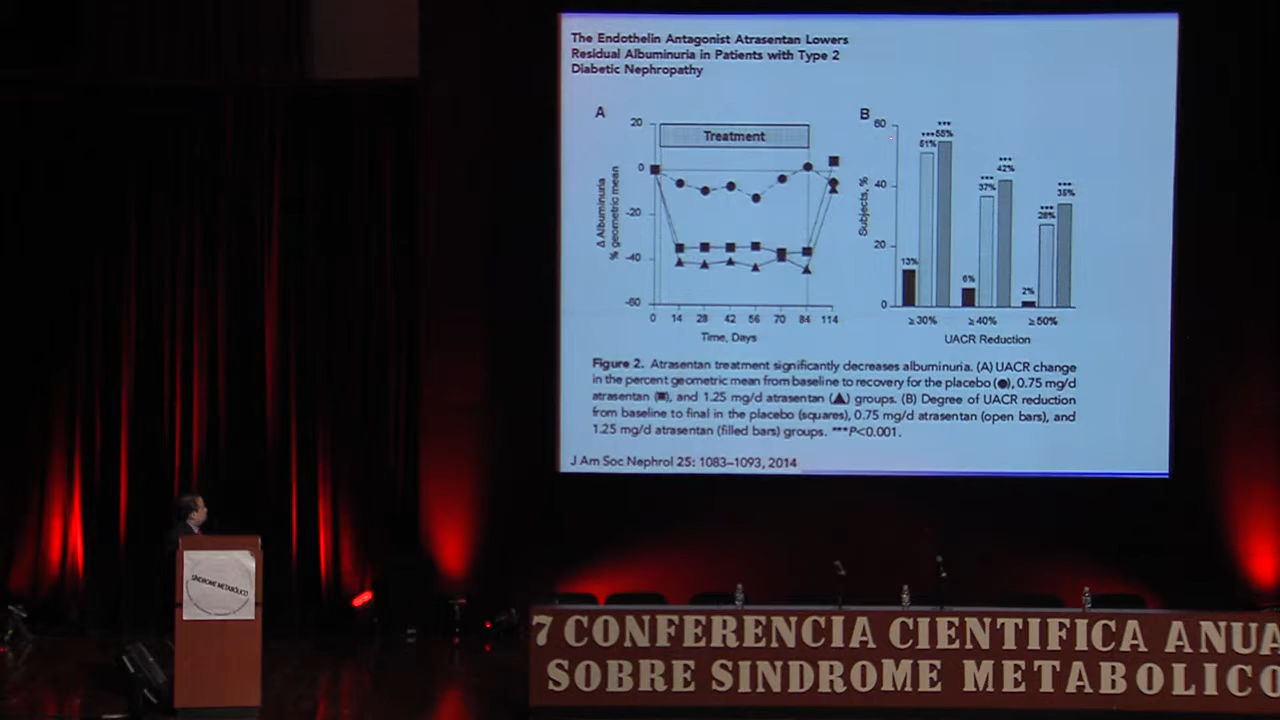 The Endothelin Antagonist Atrasentan Lowers
Residual Albuminuria in Patients with Type 2
Diabetic Nephropathy
A
Treatment
20
0
-20
-40
-60
Δ Albuminuria
% geometric mean
0 14 28 42 56 70 84 114
Time, Days
B
60
40
20
0
Subjects, %
13%
***
51%
***
55%
6%
***
37%
***
42%
2%
***
28%
***
35%
≥30% ≥40% ≥50%
UACR Reduction
Figure 2. Atrasentan treatment significantly decreases albuminuria. (A) UACR change
in the percent geometric mean from baseline to recovery for the placebo (●), 0.75 mg/d
atrasentan (■), and 1.25 mg/d atrasentan (▲) groups. (B) Degree of UACR reduction
from baseline to final in the placebo (squares), 0.75 mg/d atrasentan (open bars), and
1.25 mg/d atrasentan (filled bars) groups. ***P<0.001.
J Am Soc Nephrol 25: 1083–1093, 2014
SÍNDROME METABÓLICO
7 CONFERENCIA CIENTIFICA ANUA
SOBRE SINDROME METABOLICO